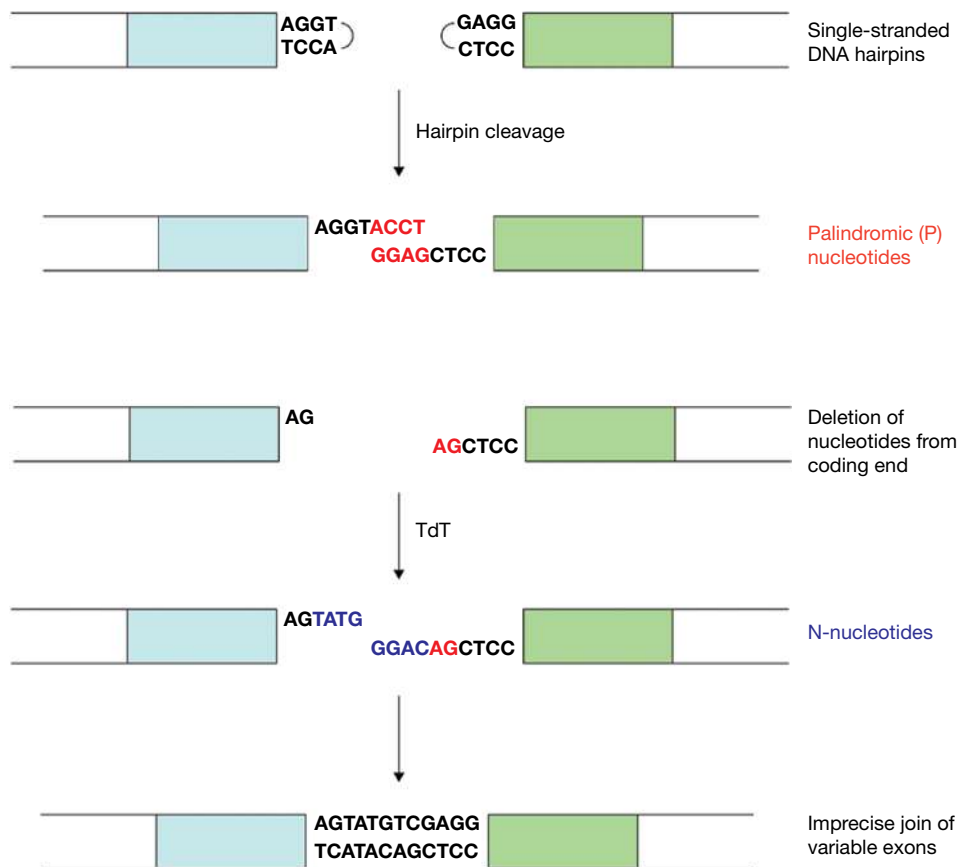 AGGT
TCCA
GAGG
CTCC
Single-stranded
DNA hairpins
Hairpin cleavage
AGGTACCT
GGAGCTCC
Palindromic (P)
nucleotides
AG
AGCTCC
Deletion of
nucleotides from
coding end
TdT
AGTATG
GGACAGCTCC
N-nucleotides
AGTATGTCGAGG
TCATACAGCTCC
Imprecise join of
variable exons